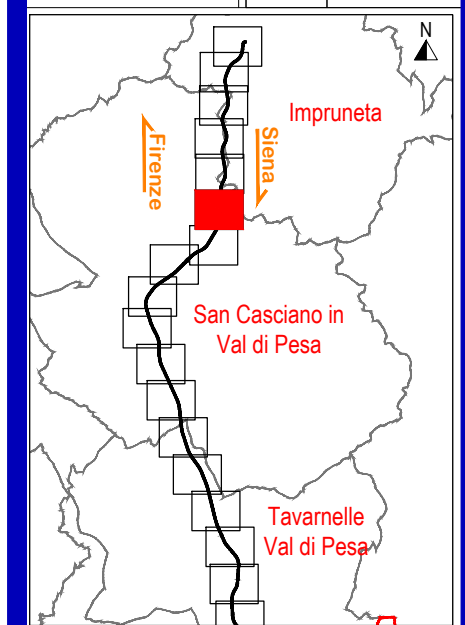 N
Impruneta
Firenze
Siena
San Casciano in
Val di Pesa
Tavarnelle
Val di Pesa